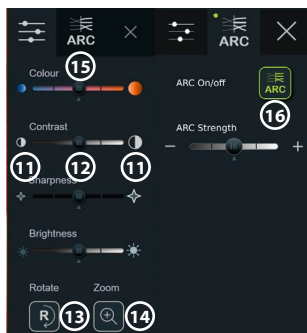 ARC
ARC
Colour
15
ARC On/off
ARC
16
Contrast
11
12
11
ARC Strength
Sharpness
Brightness
Rotate
Zoom
R
13
14